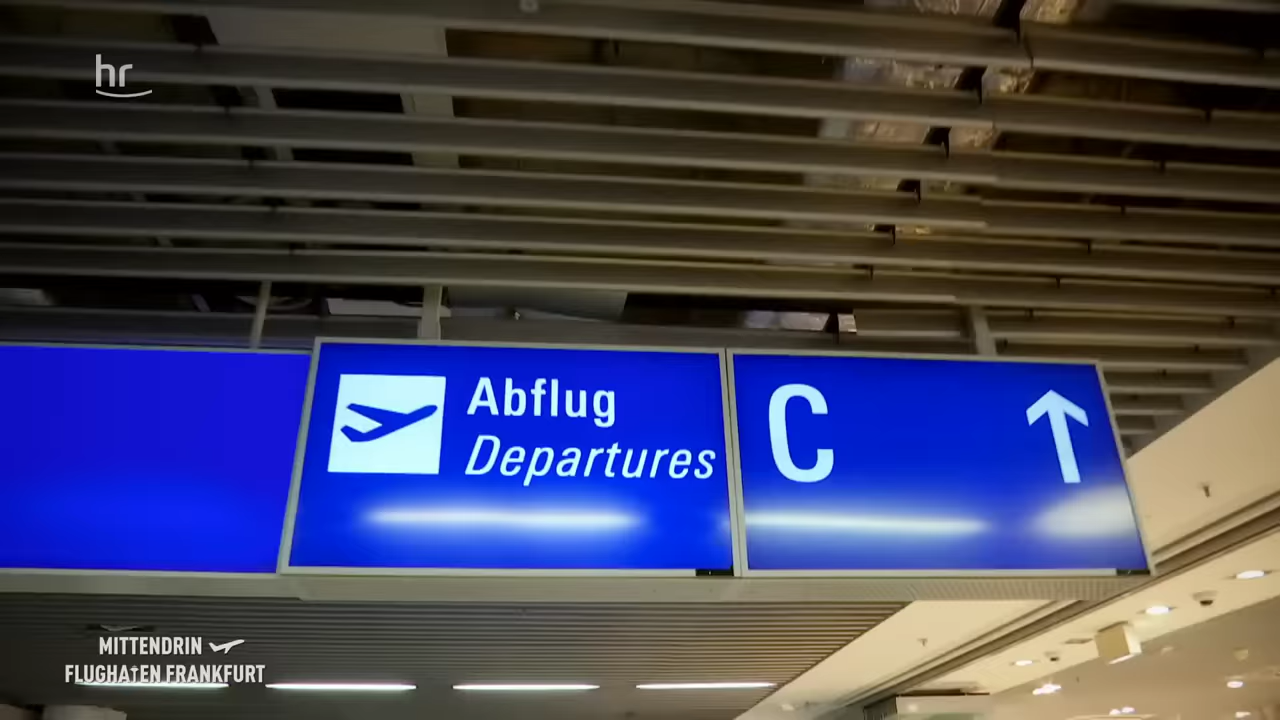 hr
Abflug
Departures
C
MITTENDRIN
FLUGHAFEN FRANKFURT